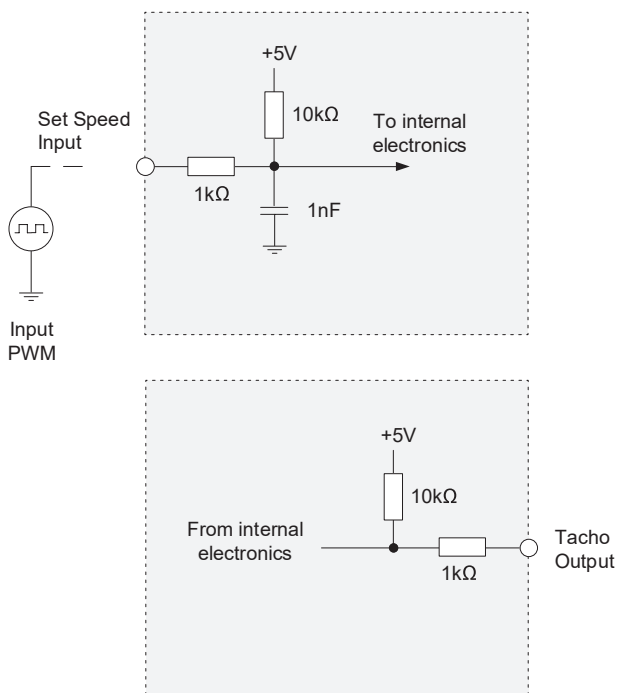 +5V
10kΩ
Set Speed
Input
To internal
electronics
1kΩ
1nF
Input
PWM
+5V
10kΩ
From internal
electronics
Tacho
Output
1kΩ